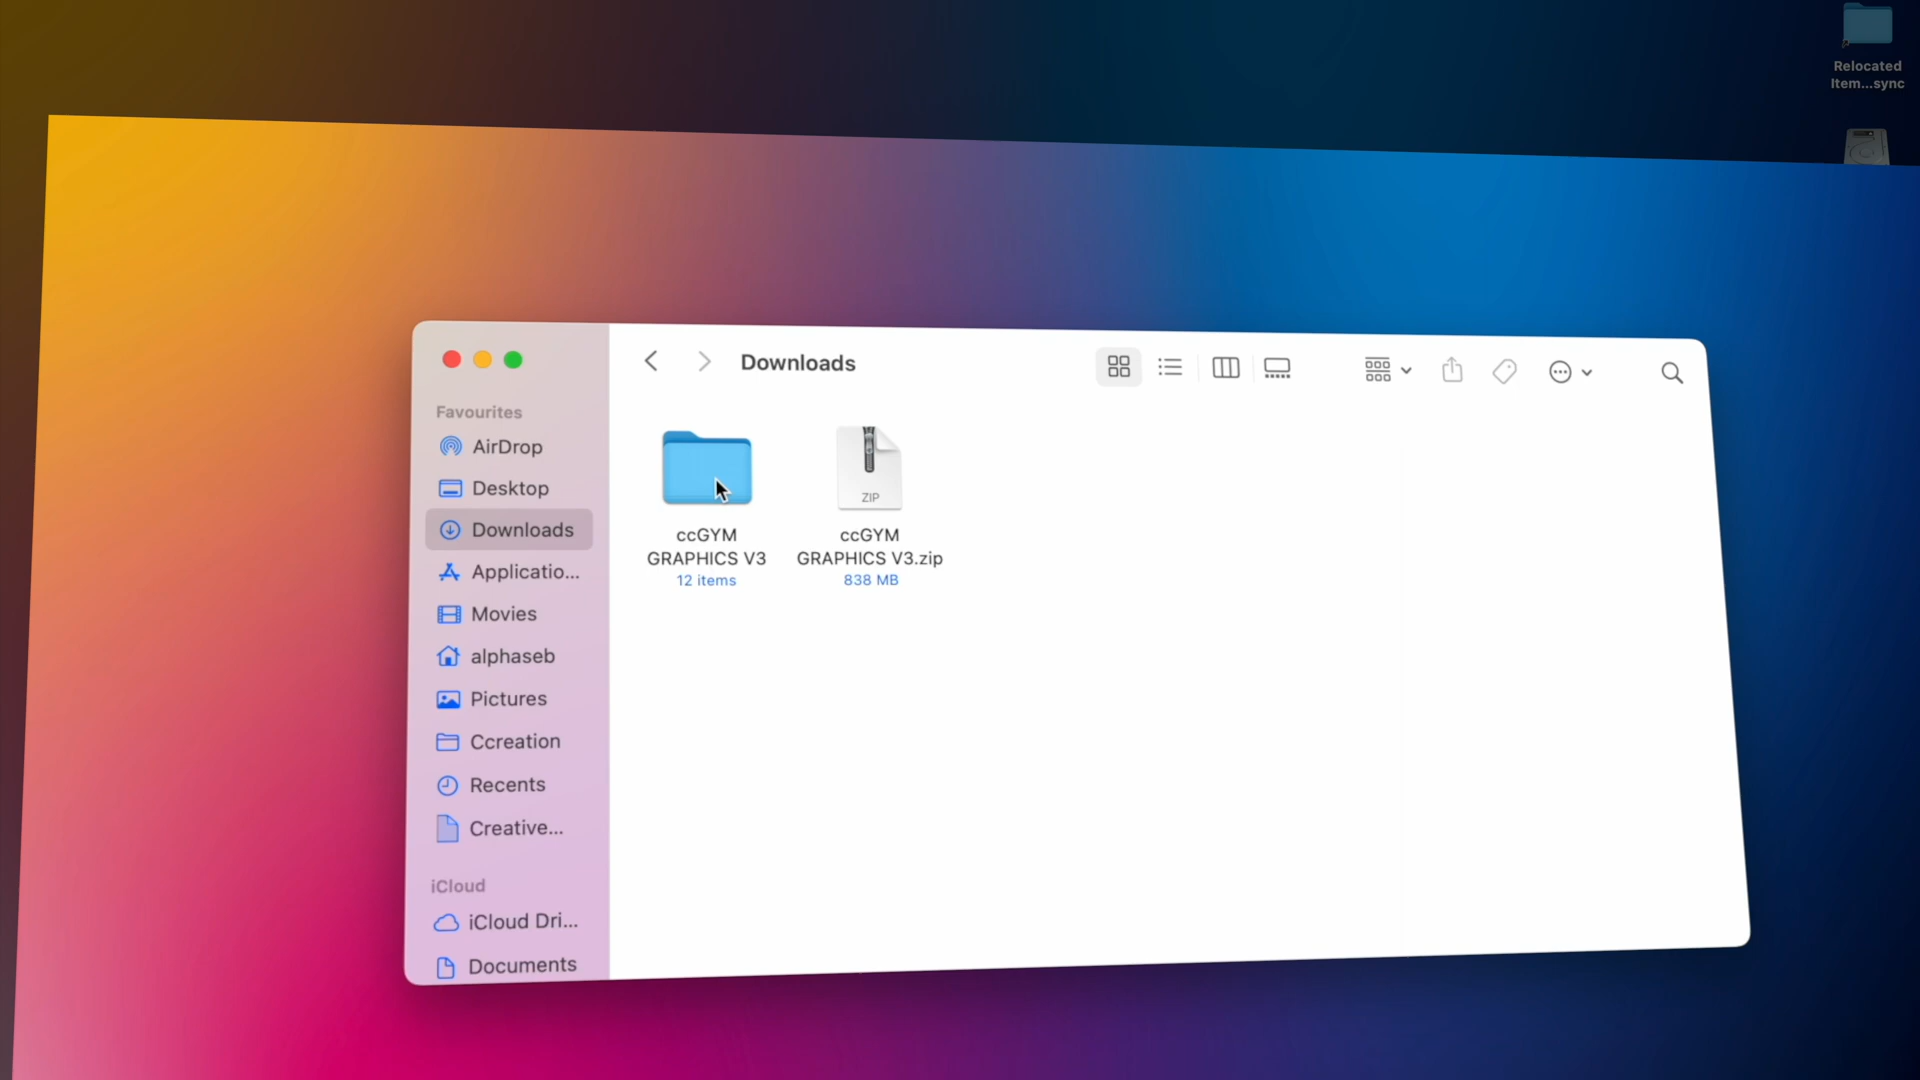 Relocated
Item...sync
Downloads
Favourites
AirDrop
Desktop
Downloads
Applicatio...
Movies
alphaseb
Pictures
Ccreation
Recents
Creative...
iCloud
iCloud Dri...
Documents
ccGYM
GRAPHICS V3
12 items
ZIP
ccGYM
GRAPHICS V3.zip
838 MB